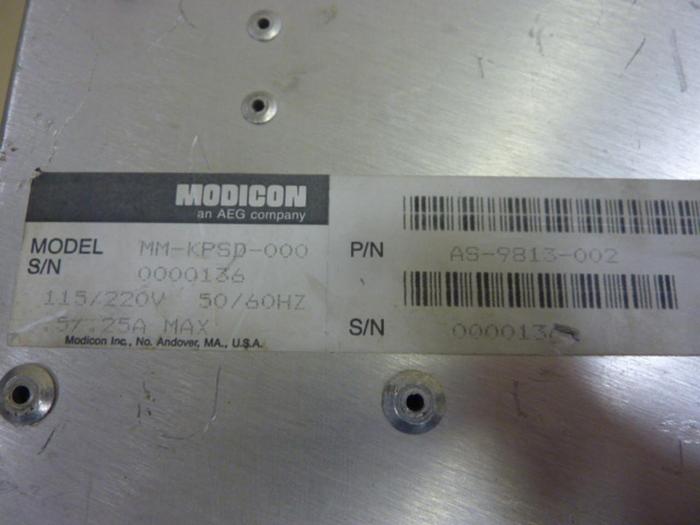 MODICON
an AEG company
MODEL MM-KPSD-000
S/N 0000136
115/220V 50/60HZ
.5/.25A MAX
Modicon Inc., No. Andover, MA., U.S.A.
P/N AS-9813-002
S/N 0000136